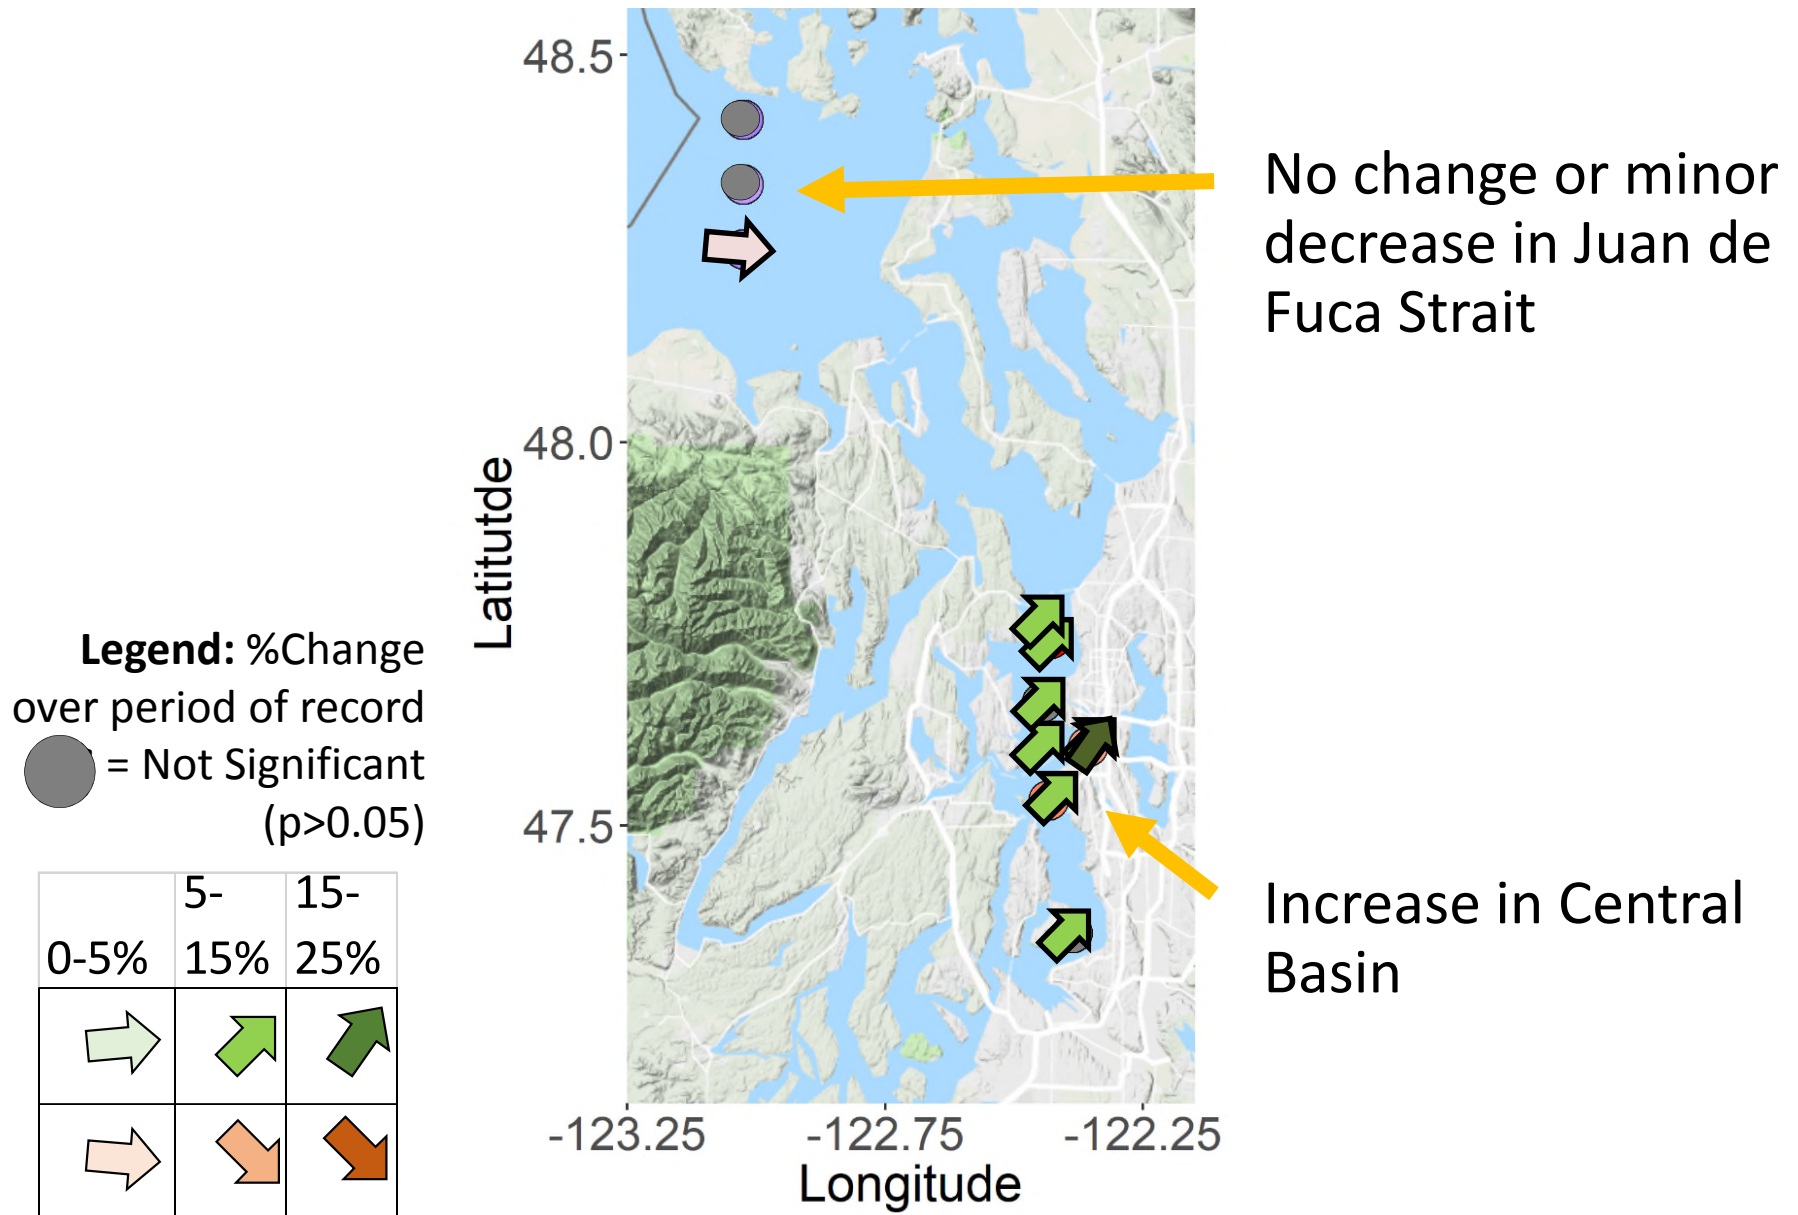 48.5
48.0
47.5
Latitutde
-123.25
-122.75
-122.25
Longitude
No change or minor
decrease in Juan de
Fuca Strait
Increase in Central
Basin
Legend: %Change
over period of record
= Not Significant
(p>0.05)
0-5%
5-
15%
15-
25%